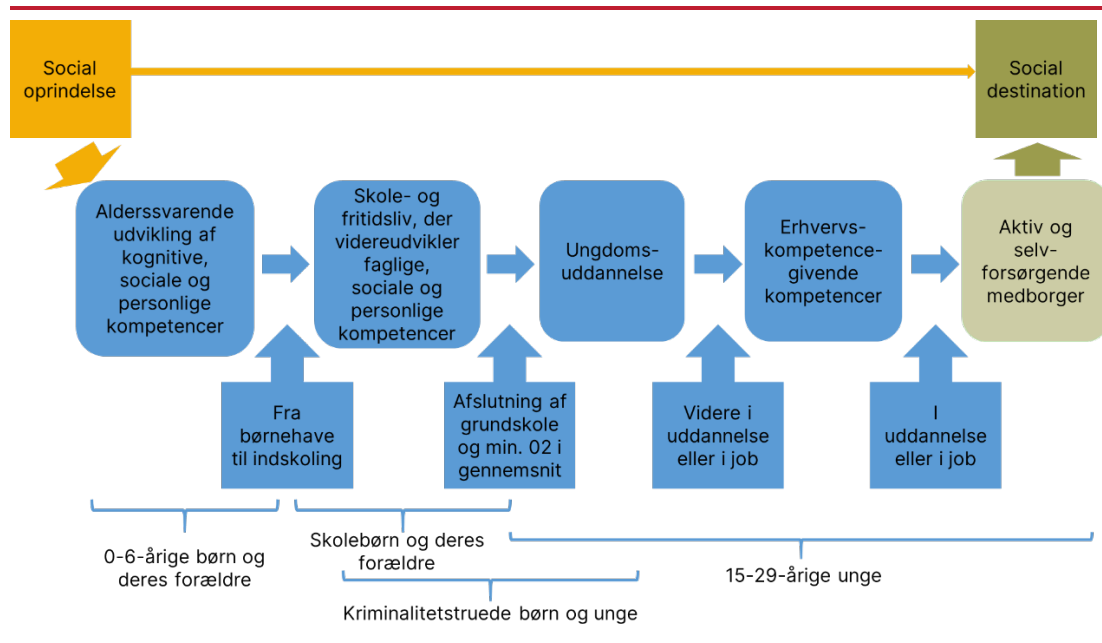 Social
oprindelse
Social
destination
Alderssvarende
udvikling af
kognitive,
sociale og
personlige
kompetencer
Skole- og
fritidsliv, der
videreudvikler
faglige,
sociale og
personlige
kompetencer
Ungdoms-
uddannelse
Erhvervs-
kompetence-
givende
kompetencer
Aktiv og
selv-
forsørgende
medborger
Fra
børnehave
til indskoling
Afslutning af
grundskole
og min. 02 i
gennemsnit
Videre i
uddannelse
eller i job
I
uddannelse
eller i job
0-6-årige børn og
deres forældre
Skolebørn og deres
forældre
15-29-årige unge
Kriminalitetstruede børn og unge